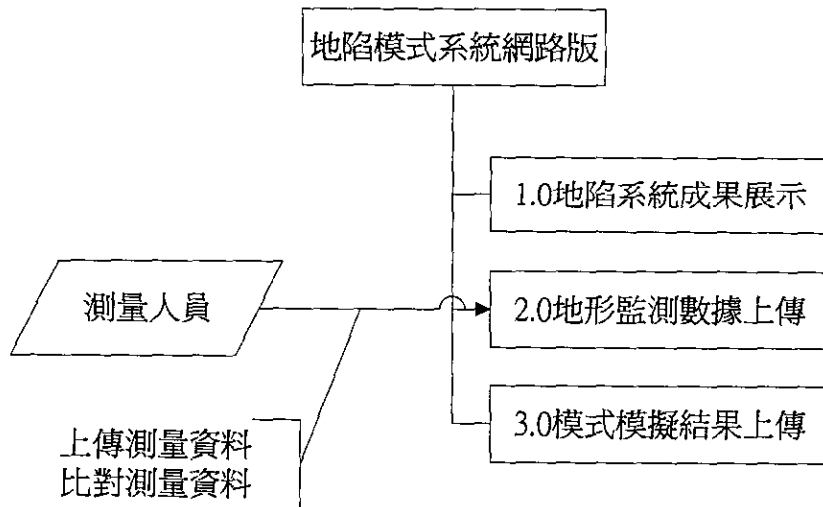 地陷模式系統網路版
1.0地陷系統成果展示
測量人員
2.0地形監測數據上傳
上傳測量資料
比對測量資料
3.0模式模擬結果上傳